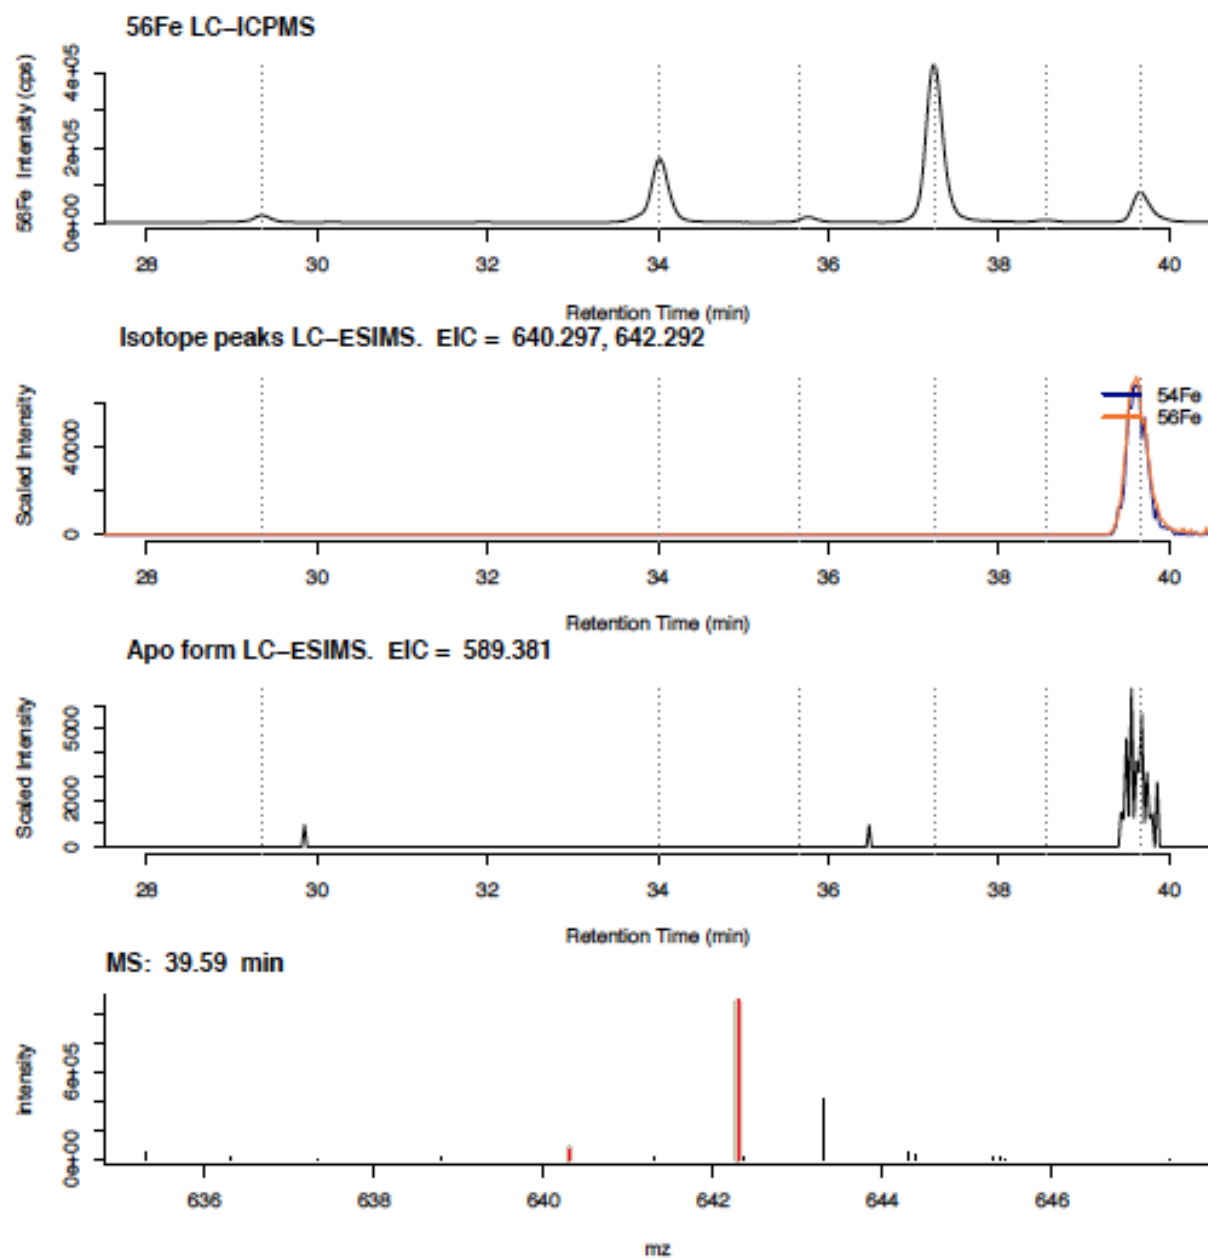 56Fe LC–ICPMS
56Fe Intensity (cps)
0e+00 2e+05 4e+05
28 30 32 34 36 38 40
Retention Time (min)
Isotope peaks LC–ESIMS. EIC = 640.297, 642.292
Scaled Intensity
0 40000
54Fe
56Fe
28 30 32 34 36 38 40
Retention Time (min)
Apo form LC–ESIMS. EIC = 589.381
Scaled Intensity
0 2000 5000
28 30 32 34 36 38 40
Retention Time (min)
MS: 39.59 min
intensity
0e+00 6e+05
636 638 640 642 644 646
mz